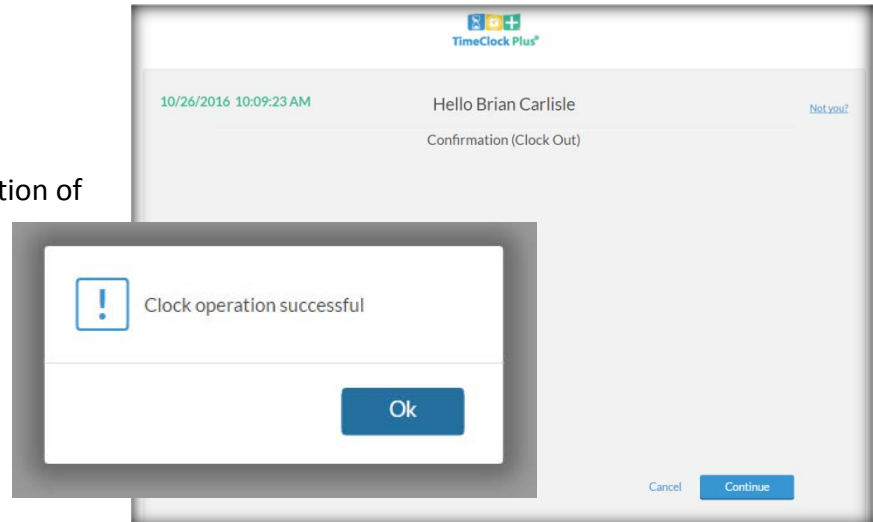 TimeClock Plus®
10/26/2016 10:09:23 AM
Hello Brian Carlisle
Not you?
Confirmation (Clock Out)
tion of
!
Clock operation successful
Ok
Cancel
Continue